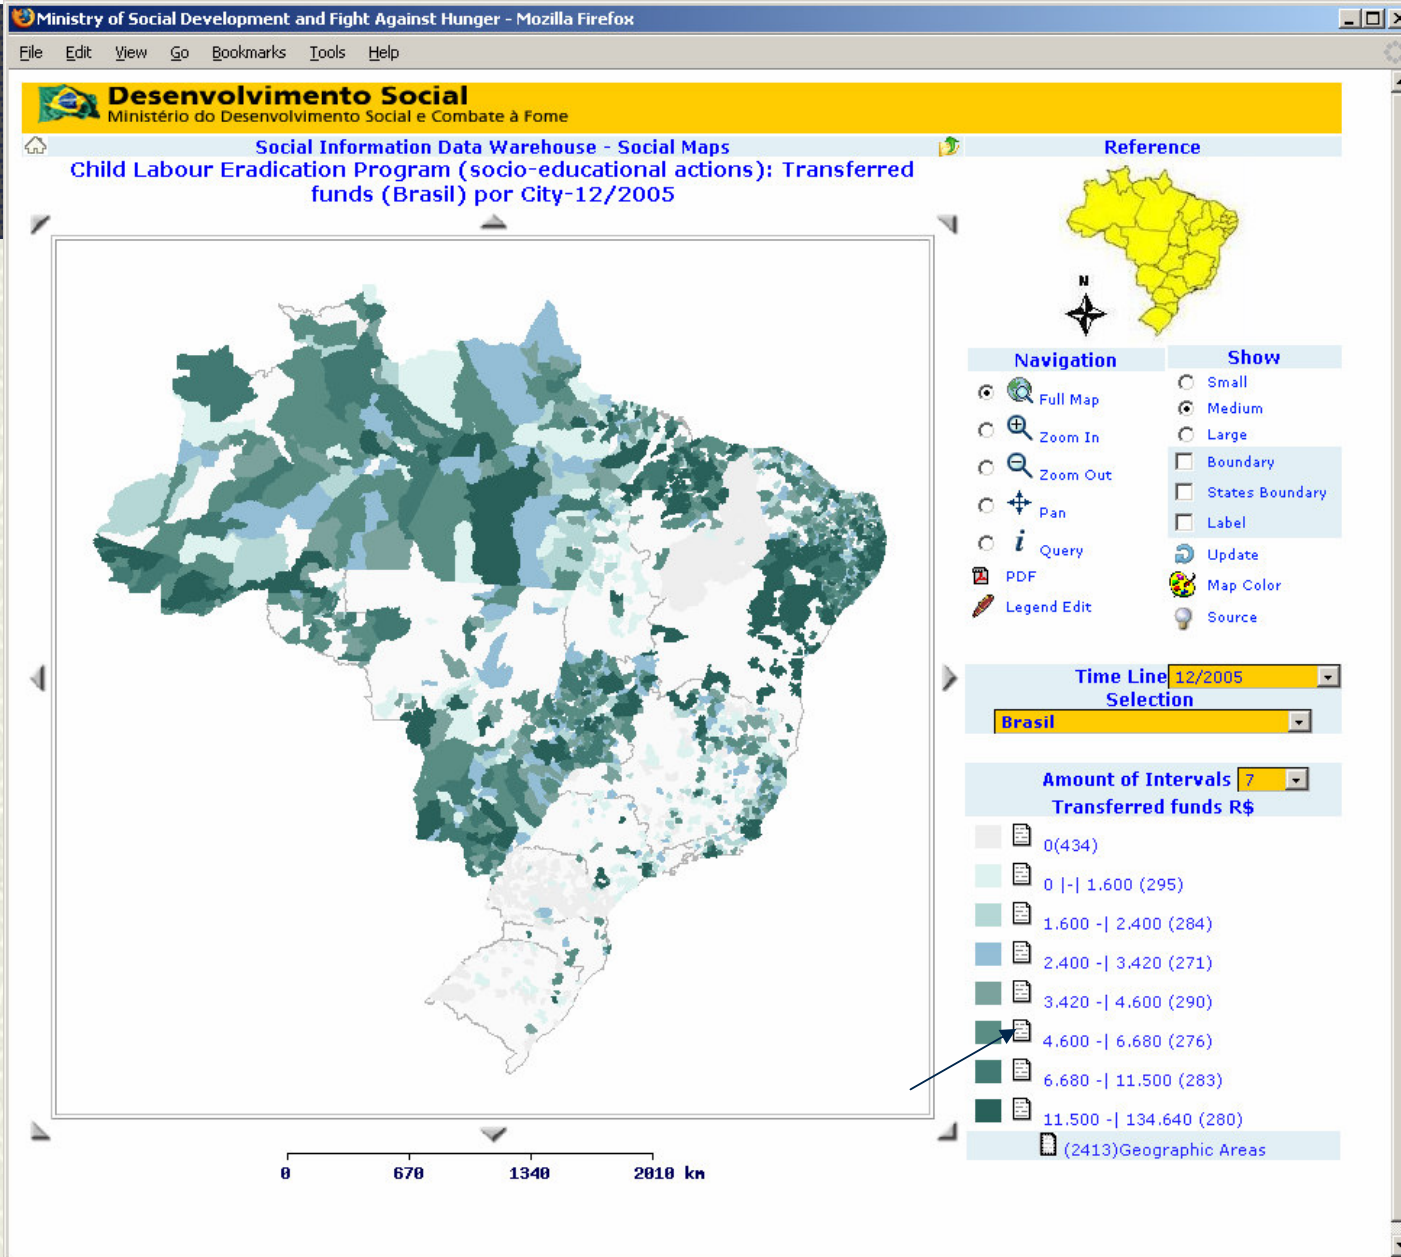 Ministry of Social Development and Fight Against Hunger - Mozilla Firefox
File Edit View Go Bookmarks Tools Help
Desenvolvimento Social
Ministério do Desenvolvimento Social e Combate à Fome
Social Information Data Warehouse - Social Maps
Child Labour Eradication Program (socio-educational actions): Transferred
funds (Brasil) por City-12/2005
Reference
N
Navigation
Full Map
Zoom In
Zoom Out
Pan
Query
PDF
Legend Edit
Show
Small
Medium
Large
Boundary
States Boundary
Label
Update
Map Color
Source
Time Line 12/2005
Selection
Brasil
Amount of Intervals 7
Transferred funds R$
0(434)
0 |-| 1.600 (295)
1.600 -| 2.400 (284)
2.400 -| 3.420 (271)
3.420 -| 4.600 (290)
4.600 -| 6.680 (276)
6.680 -| 11.500 (283)
11.500 -| 134.640 (280)
(2413)Geographic Areas
0 670 1340 2010 km